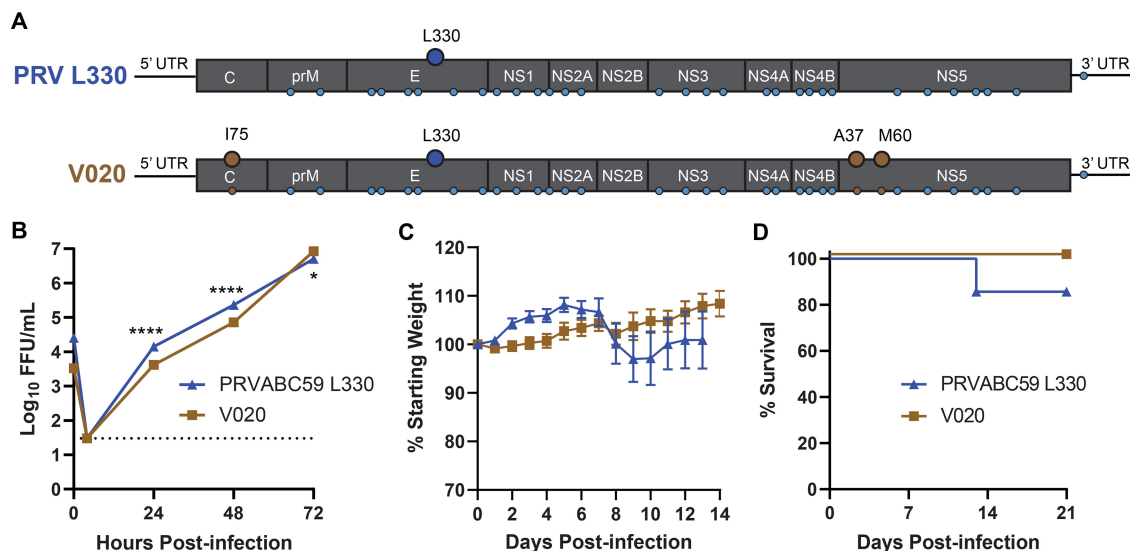 A
L330
PRV L330
5' UTR
C
prM
E
NS1
NS2A
NS2B
NS3
NS4A
NS4B
NS5
3' UTR
I75
L330
A37
M60
V020
5' UTR
C
prM
E
NS1
NS2A
NS2B
NS3
NS4A
NS4B
NS5
3' UTR
B
Log10 FFU/mL
7
6
5
4
3
2
1
0
****
****
*
PRVABC59 L330
V020
0
24
48
72
Hours Post-infection
C
% Starting Weight
120
110
100
90
80
70
0
2
4
6
8
10
12
14
Days Post-infection
D
% Survival
100
80
60
40
20
0
PRVABC59 L330
V020
0
7
14
21
Days Post-infection